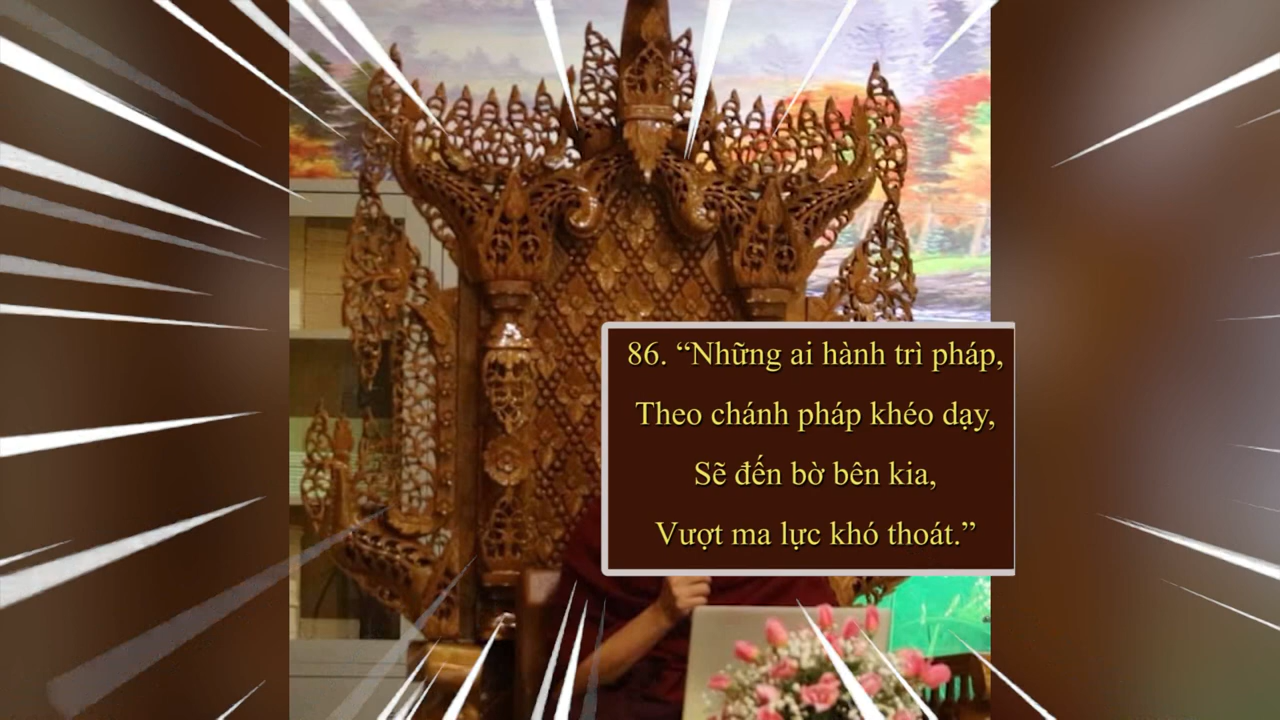 86. “Những ai hành trì pháp,
Theo chánh pháp khéo dạy,
Sẽ đến bờ bên kia,
Vượt ma lực khó thoát.”